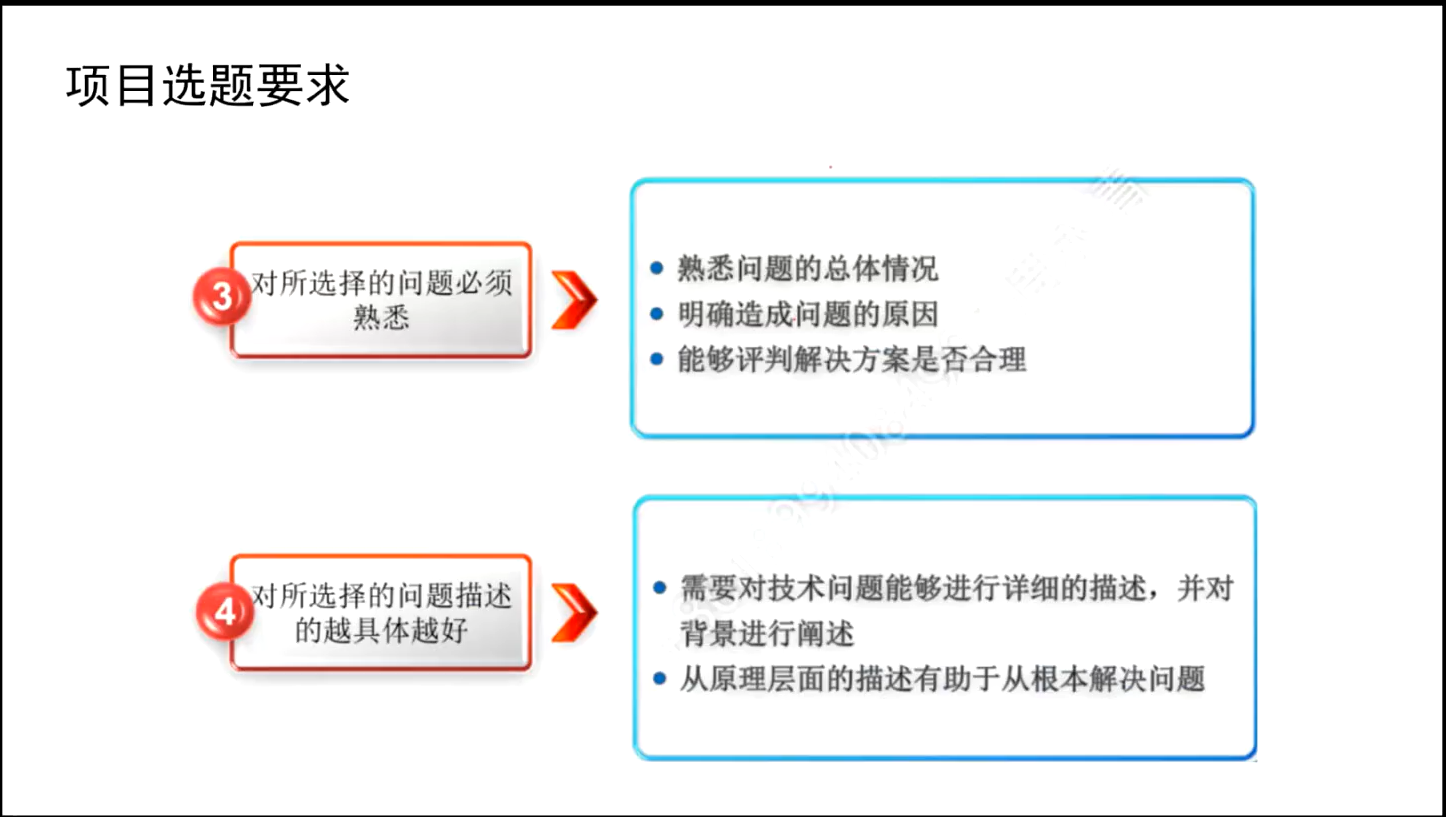 项目选题要求
3
对所选择的问题必须
熟悉
熟悉问题的总体情况
明确造成问题的原因
能够评判解决方案是否合理
4
对所选择的问题描述
的越具体越好
需要对技术问题能够进行详细的描述，并对
背景进行阐述
从原理层面的描述有助于从根本解决问题